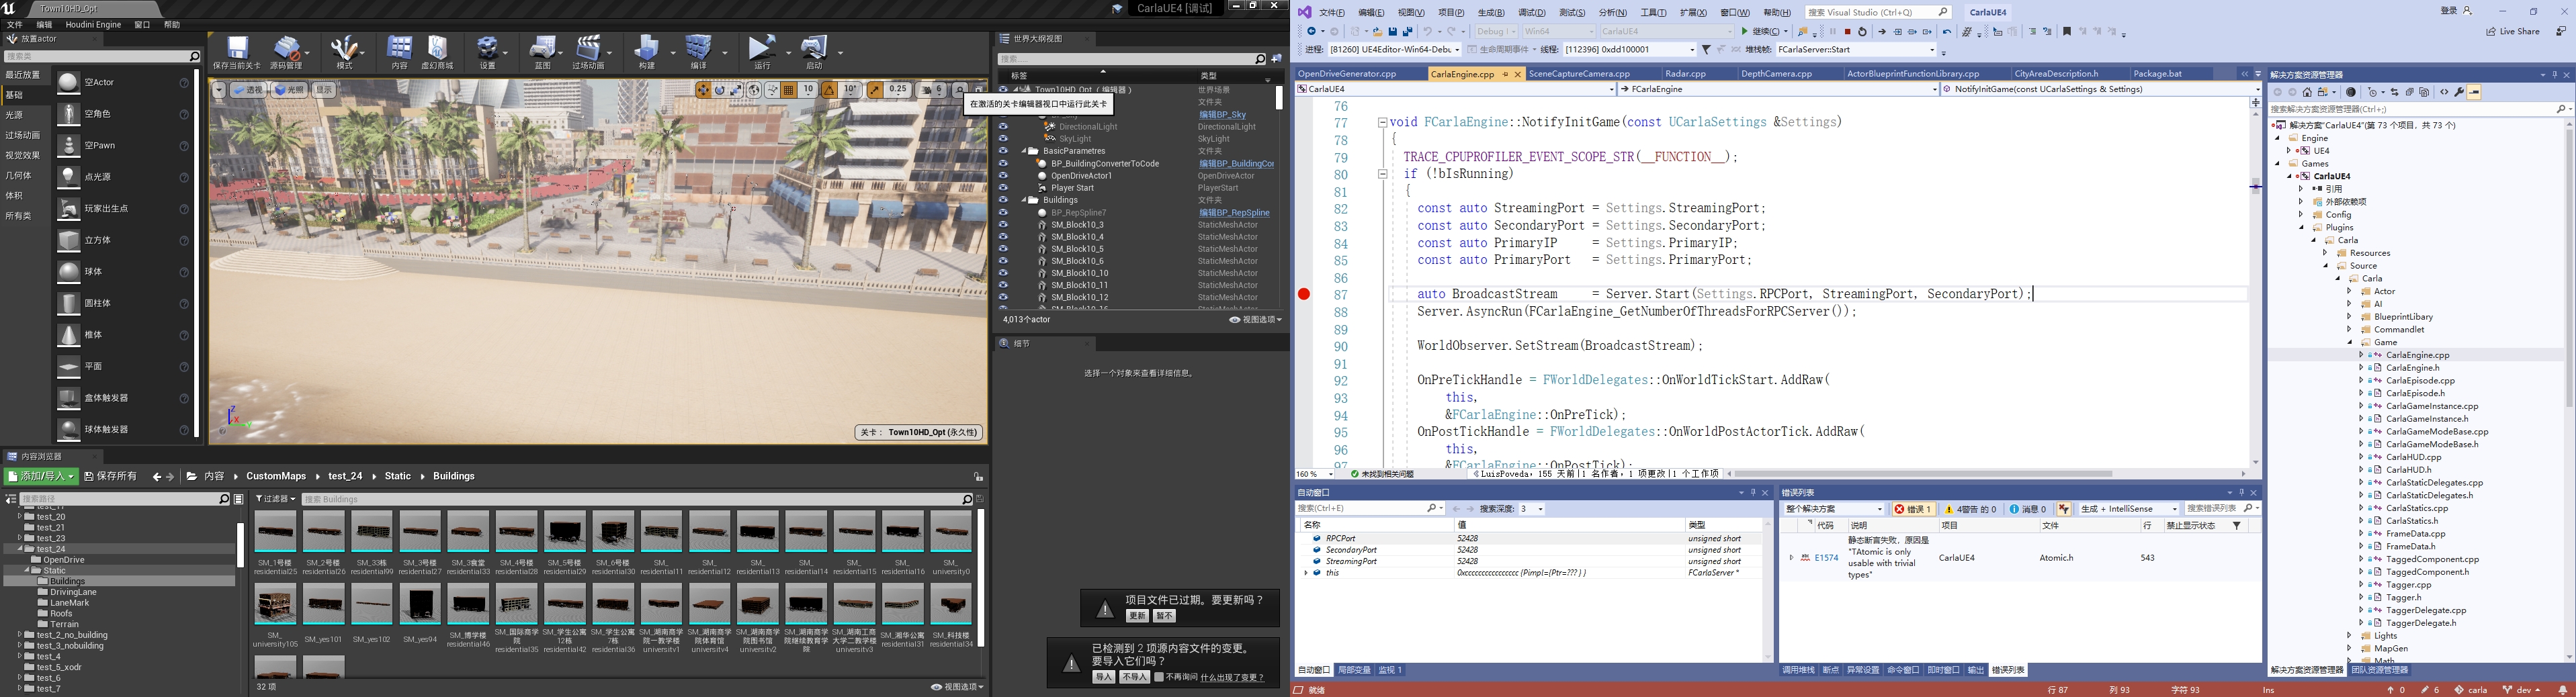 Town10HD_Opt
CarlaUE4 [调试]
文件 编辑 Houdini Engine 窗口 帮助
放置actor
搜索类
最近放置
基础
光源
过场动画
视觉效果
几何体
体积
所有类
空Actor
空角色
空Pawn
点光源
玩家出生点
立方体
球体
圆柱体
椎体
平面
盒体触发器
球体触发器
保存当前关卡 源码管理 模式 内容 虚幻商城 设置 蓝图 过场动画 构建 编译 运行 启动
透视 光照 显示
10 10° 0.25 6
在激活的关卡编辑器视口中运行此关卡
关卡： Town10HD_Opt (永久性)
世界大纲视图
搜索...
标签 类型
Town10HD_Opt（编辑器） 世界场景
文件夹
BP_Sky 编辑BP_Sky
DirectionalLight DirectionalLight
SkyLight SkyLight
BasicParametres 文件夹
BP_BuildingConverterToCode 编辑BP_BuildingCor
OpenDriveActor1 OpenDriveActor
Player Start PlayerStart
Buildings 文件夹
BP_RepSpline7 编辑BP_RepSpline
SM_Block10_3 StaticMeshActor
SM_Block10_4 StaticMeshActor
SM_Block10_5 StaticMeshActor
SM_Block10_6 StaticMeshActor
SM_Block10_10 StaticMeshActor
SM_Block10_11 StaticMeshActor
SM_Block10_12 StaticMeshActor
4,013个actor 视图选项
细节
选择一个对象来查看详细信息。
内容浏览器
添加/导入 保存所有 内容 CustomMaps test_24 Static Buildings
搜索路径
过滤器 搜索 Buildings
test_20
test_21
test_23
test_24
OpenDrive
Static
Buildings
DrivingLane
LaneMark
Roofs
Terrain
test_2_no_building
test_3_nobuilding
test_4
test_5_xodr
test_6
test_7
SM_1号楼 residential25
SM_2号楼 residential26
SM_33栋 residential99
SM_3号楼 residential27
SM_3食堂 residential33
SM_4号楼 residential28
SM_5号楼 residential29
SM_6号楼 residential30
SM_ residential11
SM_ residential12
SM_ residential13
SM_ residential14
SM_ residential15
SM_ residential16
SM_ university0
SM_ university105
SM_yes101
SM_yes102
SM_yes94
SM_博学楼 residential46
SM_国际商学院 residential35
SM_学生公寓12栋 residential42
SM_学生公寓7栋 residential36
SM_湖南商学院一教学楼 university1
SM_湖南商学院体育馆 university4
SM_湖南商学院图书馆 university2
SM_湖南商学院继续教育学院
SM_湖南工商大学二教学楼 university3
SM_湘华公寓 residential31
SM_科技楼 residential34
32 项 视图选项
项目文件已过期。要更新吗？
更新 暂不
已检测到 2 项源内容文件的变更。
要导入它们吗？
导入 不导入 不再询问 什么出现了变更？
文件(F) 编辑(E) 视图(V) 项目(P) 生成(B) 调试(D) 测试(S) 分析(N) 工具(T) 扩展(X) 窗口(W) 帮助(H) 搜索 Visual Studio (Ctrl+Q) CarlaUE4 登录
Debug Win64 CarlaUE4 继续(C) Live Share
进程: [81260] UE4Editor-Win64-Debu 生命周期事件 线程: [112396] 0xdd100001 堆栈帧: FCarlaServer::Start
OpenDriveGenerator.cpp CarlaEngine.cpp SceneCaptureCamera.cpp Radar.cpp DepthCamera.cpp ActorBlueprintFunctionLibrary.cpp CityAreaDescription.h Package.bat
CarlaUE4 FCarlaEngine NotifyInitGame(const UCarlaSettings & Settings)
76
77 void FCarlaEngine::NotifyInitGame(const UCarlaSettings &Settings)
78 {
79 TRACE_CPUPROFILER_EVENT_SCOPE_STR(__FUNCTION__);
80 if (!bIsRunning)
81 {
82 const auto StreamingPort = Settings.StreamingPort;
83 const auto SecondaryPort = Settings.SecondaryPort;
84 const auto PrimaryIP = Settings.PrimaryIP;
85 const auto PrimaryPort = Settings.PrimaryPort;
86
87 auto BroadcastStream = Server.Start(Settings.RPCPort, StreamingPort, SecondaryPort);
88 Server.AsyncRun(FCarlaEngine_GetNumberOfThreadsForRPCServer());
89
90 WorldObserver.SetStream(BroadcastStream);
91
92 OnPreTickHandle = FWorldDelegates::OnWorldTickStart.AddRaw(
93 this,
94 &FCarlaEngine::OnPreTick);
95 OnPostTickHandle = FWorldDelegates::OnWorldPostActorTick.AddRaw(
96 this,
97 &FCarlaEngine::OnPostTick);
160 % 未找到相关问题 LuisPoveda，155 天前|1 名作者，1 项更改|1 个工作项
自动窗口
搜索(Ctrl+E) 搜索深度: 3
名称 值 类型
RPCPort 52428 unsigned short
SecondaryPort 52428 unsigned short
StreamingPort 52428 unsigned short
this 0xcccccccccccccccc {Pimpl={Ptr=??? } } FCarlaServer *
自动窗口 局部变量 监视 1
错误列表
整个解决方案 错误 1 4警告 的 0 消息 0 生成 + IntelliSense 搜索错误列表
代码 说明 项目 文件 行 禁止显示状态
E1574 静态断言失败，原因是 "TAtomic is only usable with trivial types" CarlaUE4 Atomic.h 543
调用堆栈 断点 异常设置 命令窗口 即时窗口 输出 错误列表
解决方案资源管理器
搜索解决方案资源管理器(Ctrl+;)
解决方案"CarlaUE4"(第 73 个项目，共 73 个)
Engine
UE4
Games
CarlaUE4
引用
外部依赖项
Config
Plugins
Carla
Resources
Source
Carla
Actor
AI
BlueprintLibary
Commandlet
Game
CarlaEngine.cpp
CarlaEngine.h
CarlaEpisode.cpp
CarlaEpisode.h
CarlaGameInstance.cpp
CarlaGameInstance.h
CarlaGameModeBase.cpp
CarlaGameModeBase.h
CarlaHUD.cpp
CarlaHUD.h
CarlaStaticDelegates.cpp
CarlaStaticDelegates.h
CarlaStatics.cpp
CarlaStatics.h
FrameData.cpp
FrameData.h
TaggedComponent.cpp
TaggedComponent.h
Tagger.cpp
Tagger.h
TaggerDelegate.cpp
TaggerDelegate.h
Lights
MapGen
Math
解决方案资源管理器 团队资源管理器
就绪 行 87 列 93 字符 93 Ins 0 6 carla dev